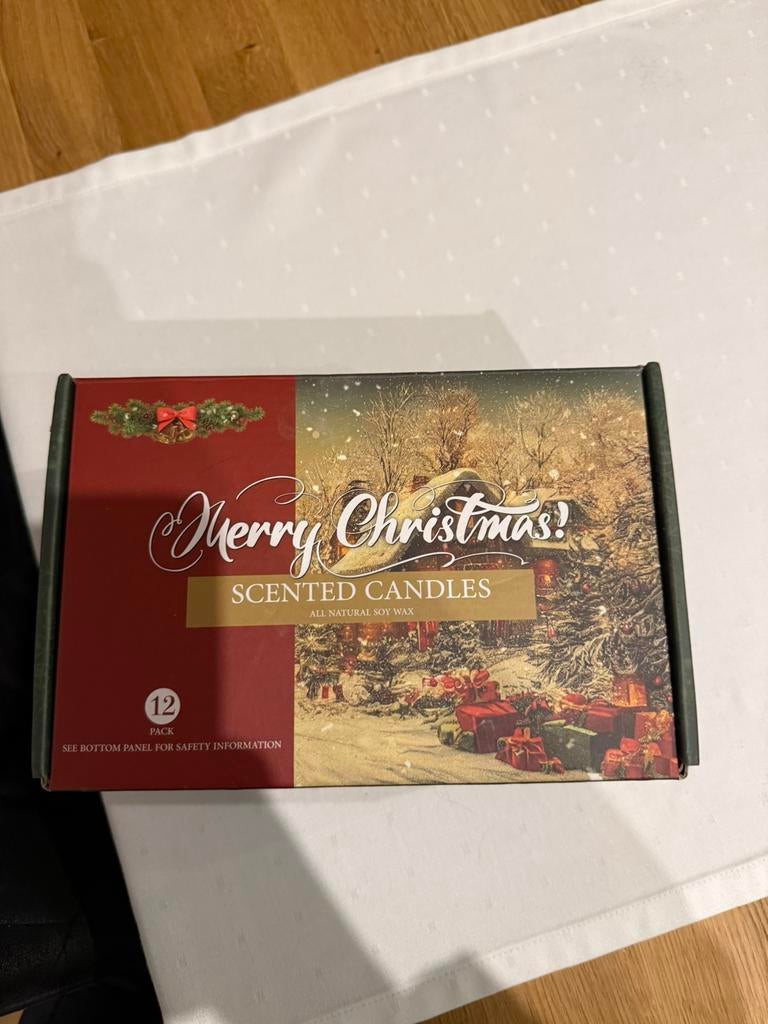 Merry Christmas!
SCENTED CANDLES
ALL NATURAL SOY WAX
12
PACK
SEE BOTTOM PANEL FOR SAFETY INFORMATION